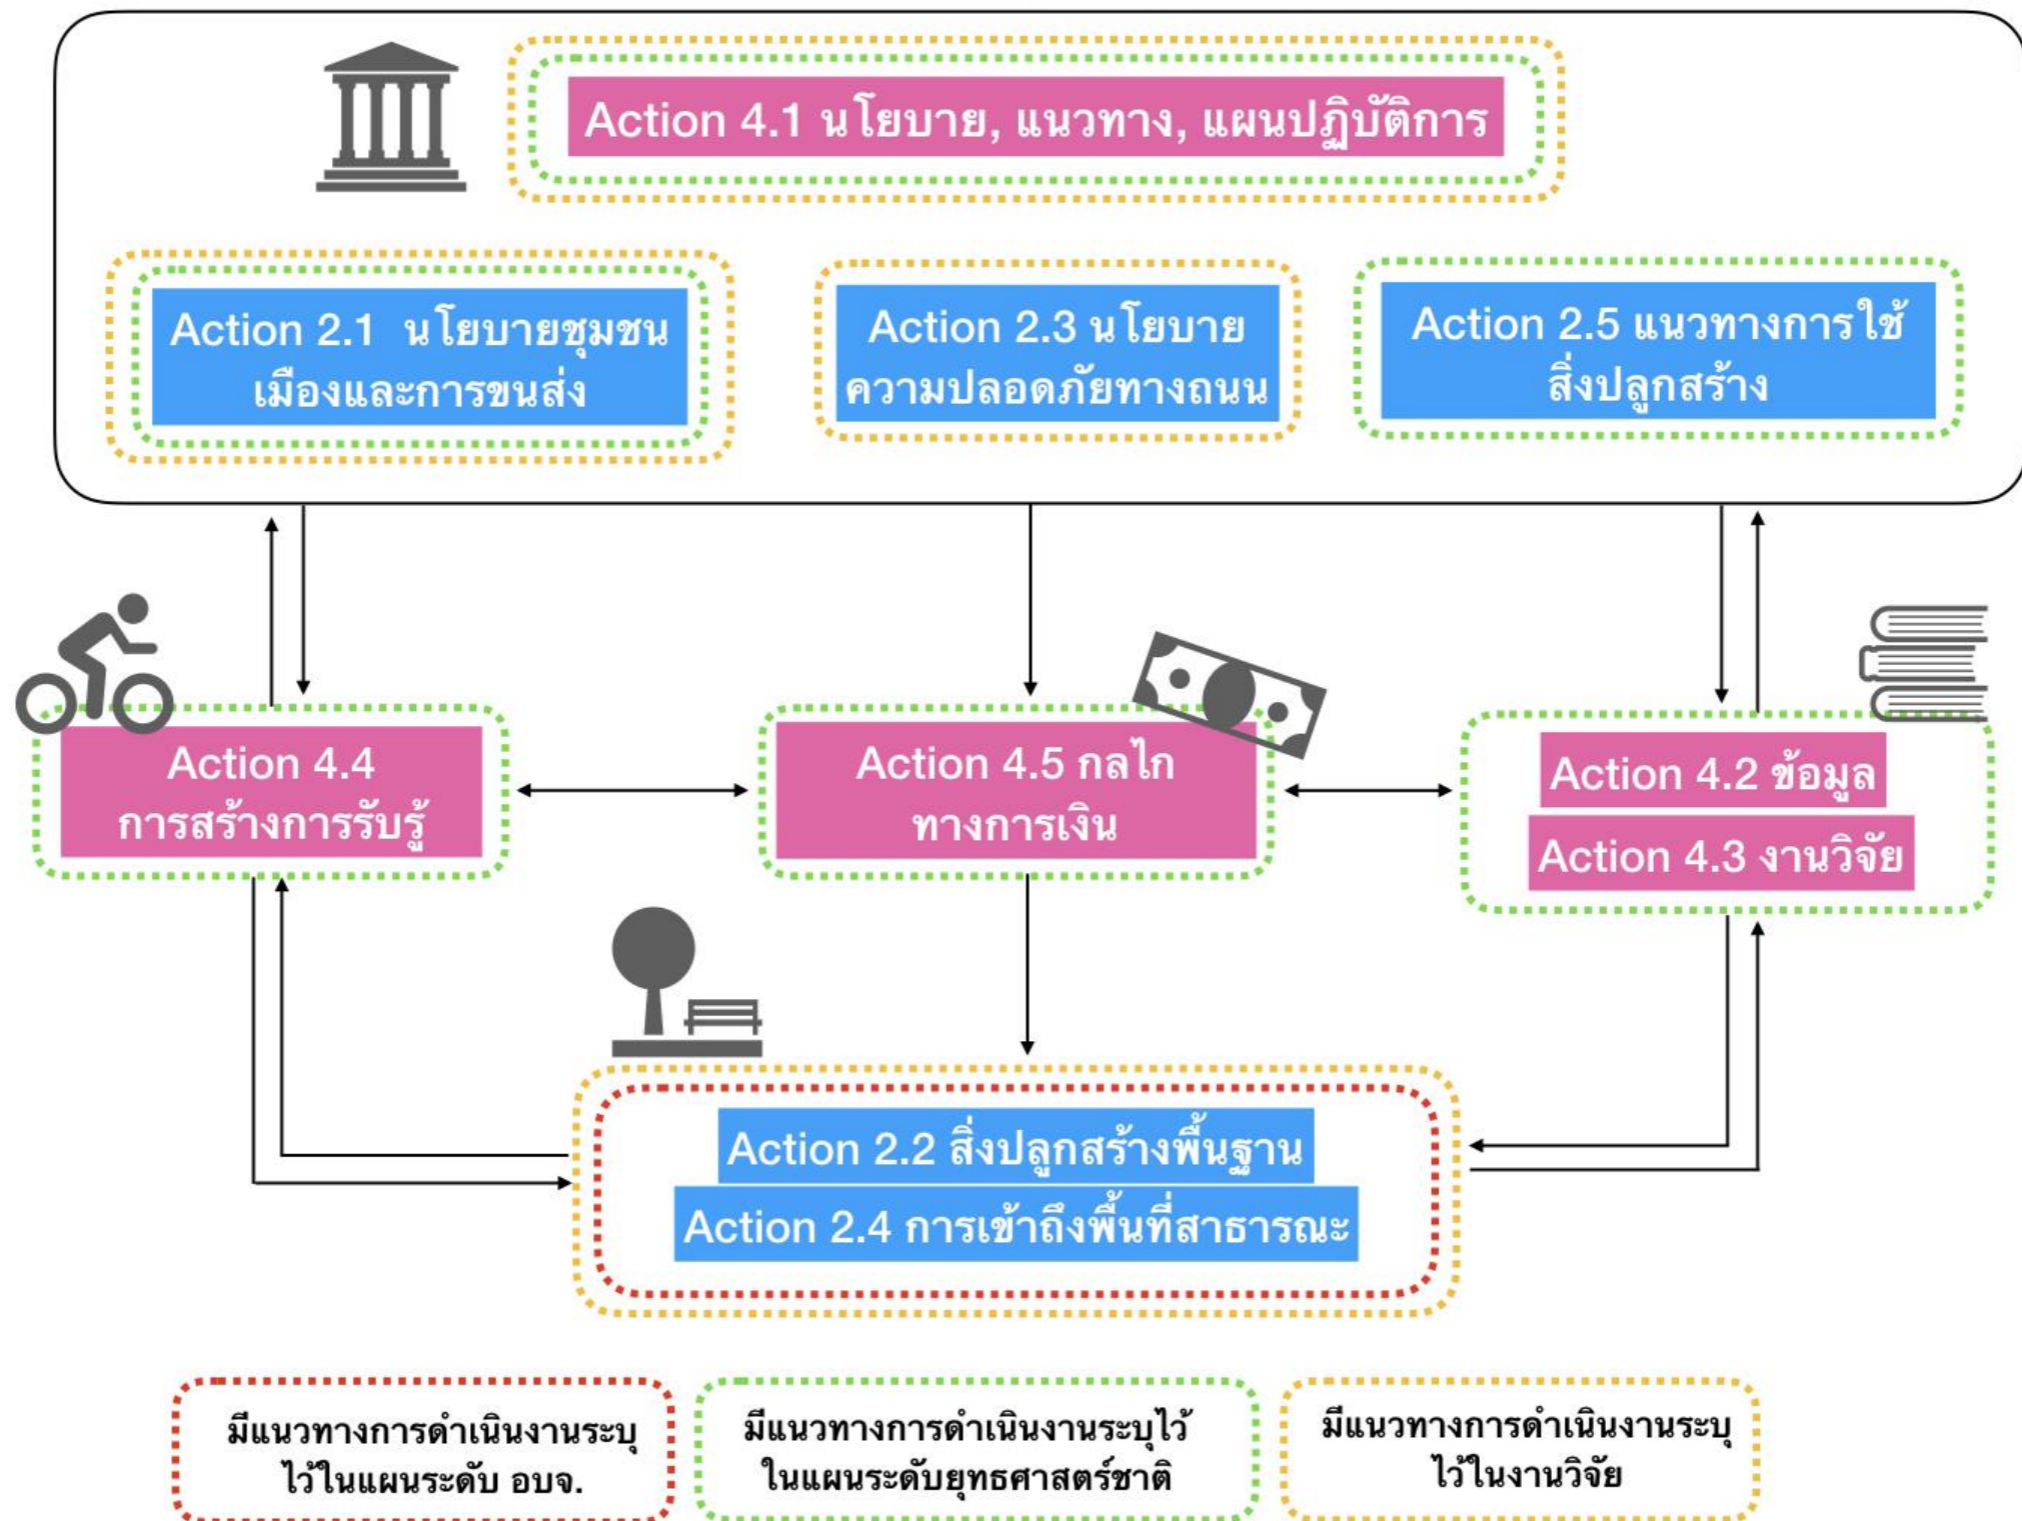 Action 4.1 นโยบาย, แนวทาง, แผนปฏิบัติการ
Action 2.1 นโยบายชุมชน
เมืองและการขนส่ง
Action 2.3 นโยบาย
ความปลอดภัยทางถนน
Action 2.5 แนวทางการใช้
สิ่งปลูกสร้าง
Action 4.4
การสร้างการรับรู้
Action 4.5 กลไก
ทางการเงิน
Action 4.2 ข้อมูล
Action 4.3 งานวิจัย
Action 2.2 สิ่งปลูกสร้างพื้นฐาน
Action 2.4 การเข้าถึงพื้นที่สาธารณะ
มีแนวทางการดำเนินงานระบุ
ไว้ในแผนระดับ อบจ.
มีแนวทางการดำเนินงานระบุไว้
ในแผนระดับยุทธศาสตร์ชาติ
มีแนวทางการดำเนินงานระบุ
ไว้ในงานวิจัย